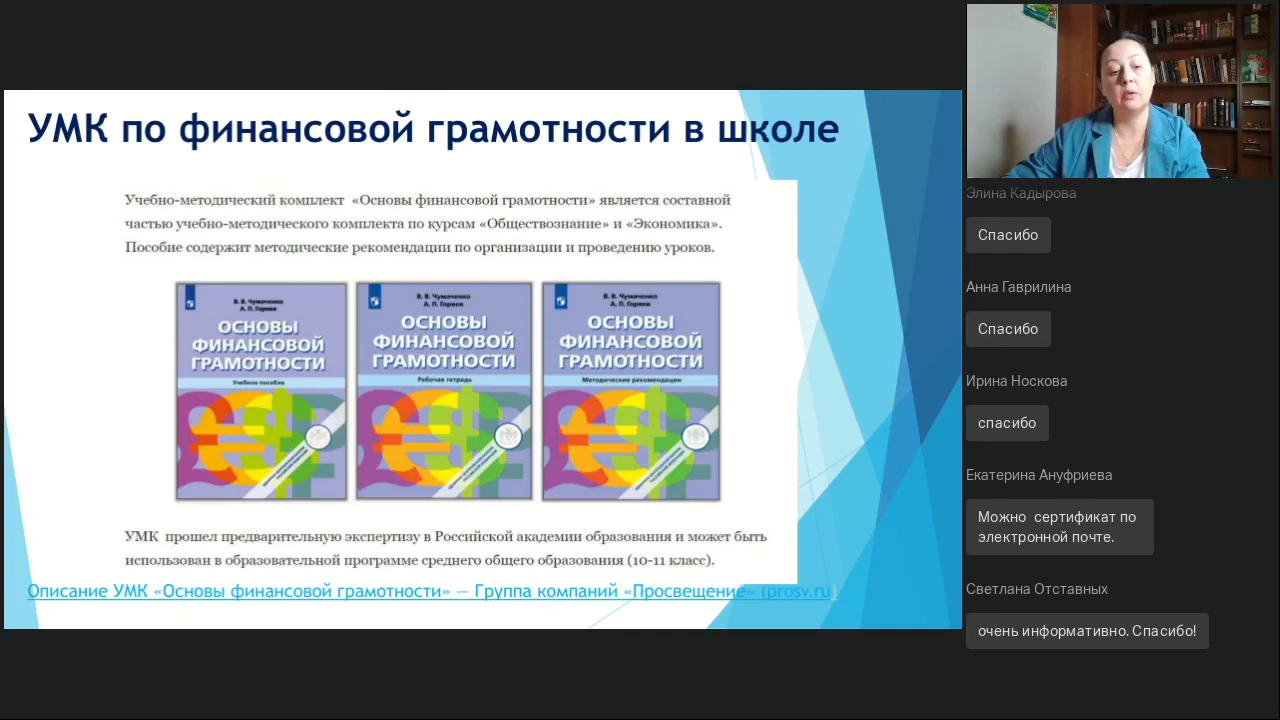 УМК по финансовой грамотности в школе
Учебно-методический комплект «Основы финансовой грамотности» является составной
частью учебно-методического комплекта по курсам «Обществознание» и «Экономика».
Пособие содержит методические рекомендации по организации и проведению уроков.
В. В. Чумаченко
А. П. Горяев
ОСНОВЫ
ФИНАНСОВОЙ
ГРАМОТНОСТИ
Учебное пособие
В. В. Чумаченко
А. П. Горяев
ОСНОВЫ
ФИНАНСОВОЙ
ГРАМОТНОСТИ
Рабочая тетрадь
В. В. Чумаченко
А. П. Горяев
ОСНОВЫ
ФИНАНСОВОЙ
ГРАМОТНОСТИ
Методические рекомендации
УМК прошел предварительную экспертизу в Российской академии образования и может быть
использован в образовательной программе среднего общего образования (10-11 класс).
Описание УМК «Основы финансовой грамотности» — Группа компаний «Просвещение» (prosv.ru)
Элина Кадырова
Спасибо
Анна Гаврилина
Спасибо
Ирина Носкова
спасибо
Екатерина Ануфриева
Можно сертификат по
электронной почте.
Светлана Отставных
очень информативно. Спасибо!